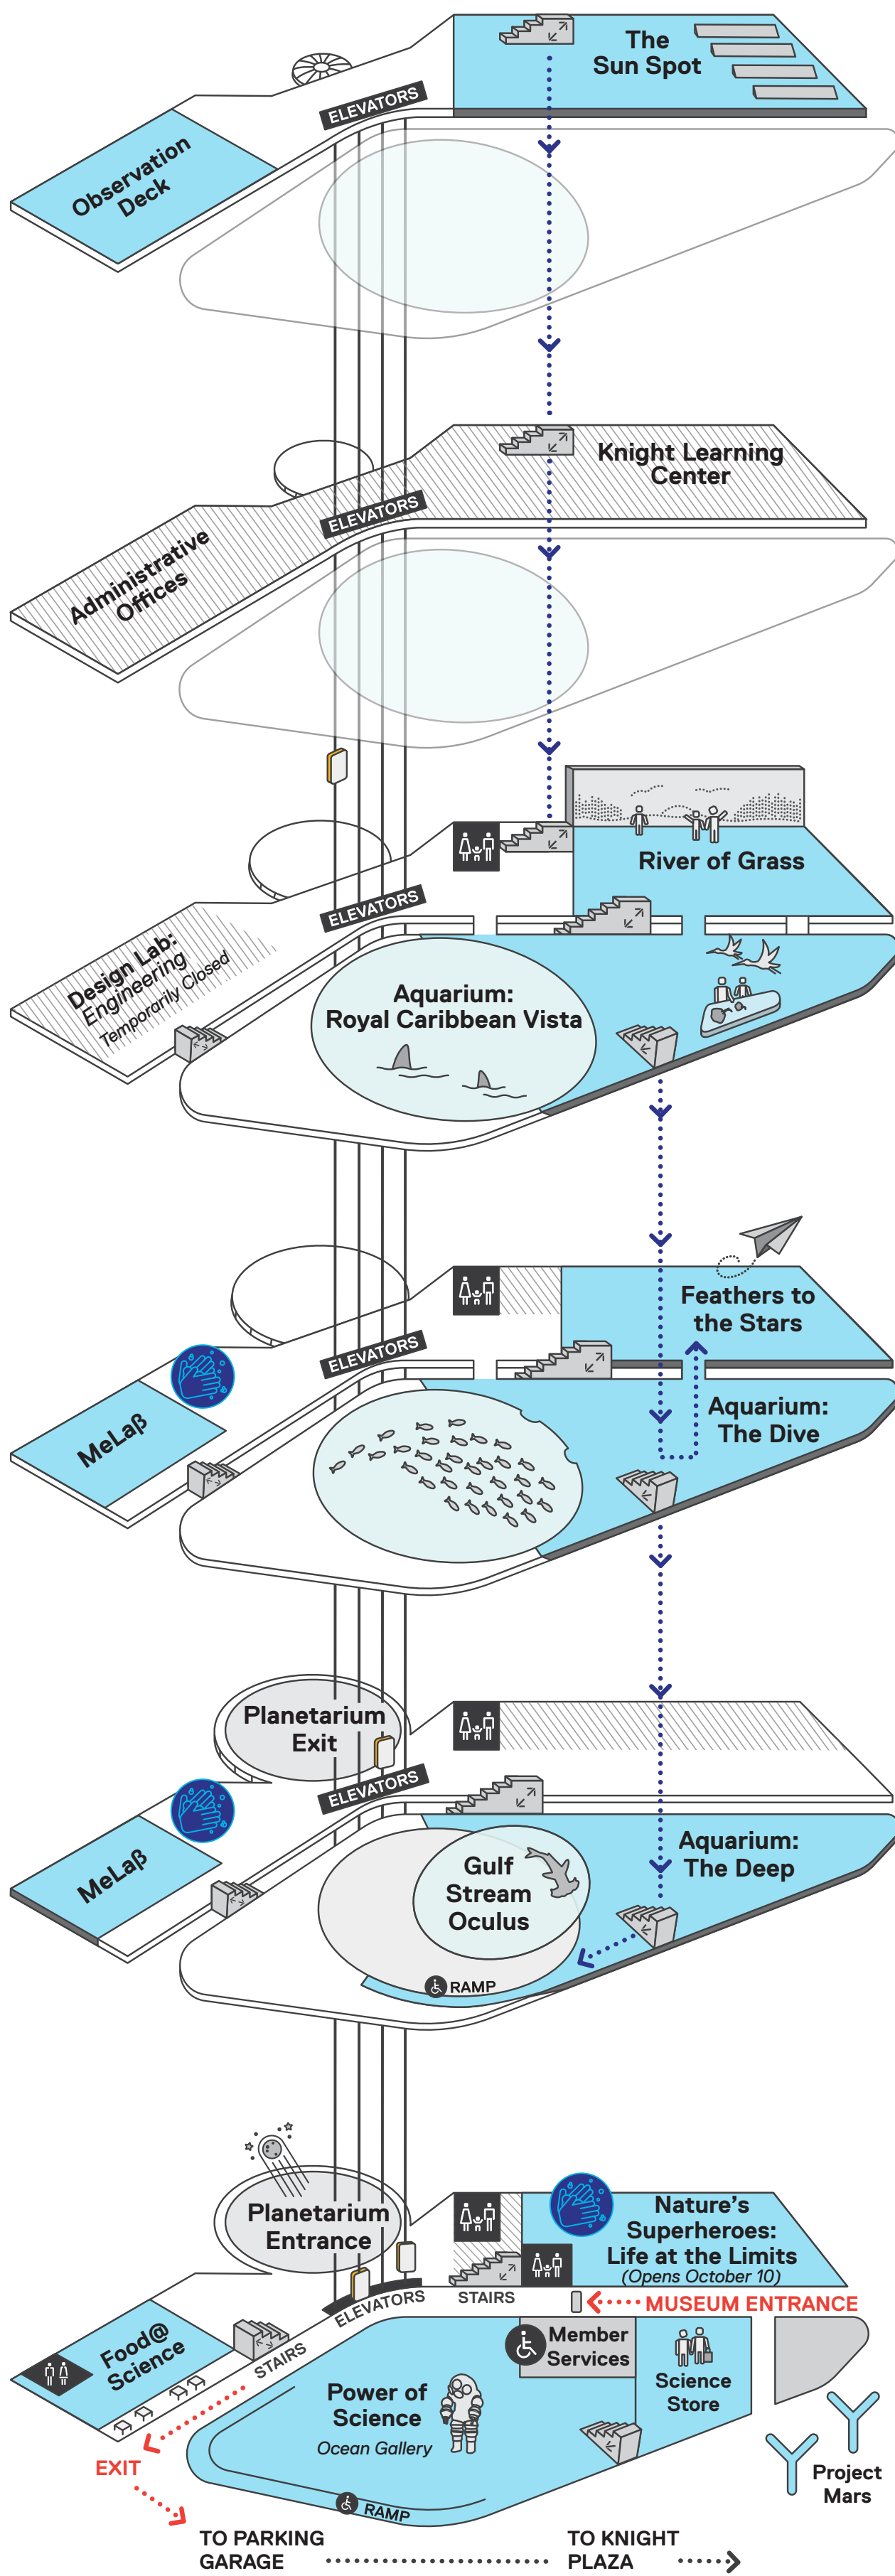 The
Sun Spot
ELEVATORS
Observation
Deck
Knight Learning
Center
ELEVATORS
Administrative
Offices
River of Grass
ELEVATORS
Design Lab:
Engineering
Temporarily Closed
Aquarium:
Royal Caribbean Vista
Feathers to
the Stars
ELEVATORS
MeLaβ
Aquarium:
The Dive
Planetarium
Exit
ELEVATORS
MeLaβ
Aquarium:
The Deep
Gulf
Stream
Oculus
RAMP
Planetarium
Entrance
Nature's
Superheroes:
Life at the Limits
(Opens October 10)
ELEVATORS
STAIRS
MUSEUM ENTRANCE
Food@
Science
STAIRS
Member
Services
Science
Store
Power of
Science
Ocean Gallery
EXIT
Project
Mars
RAMP
TO PARKING
GARAGE
TO KNIGHT
PLAZA